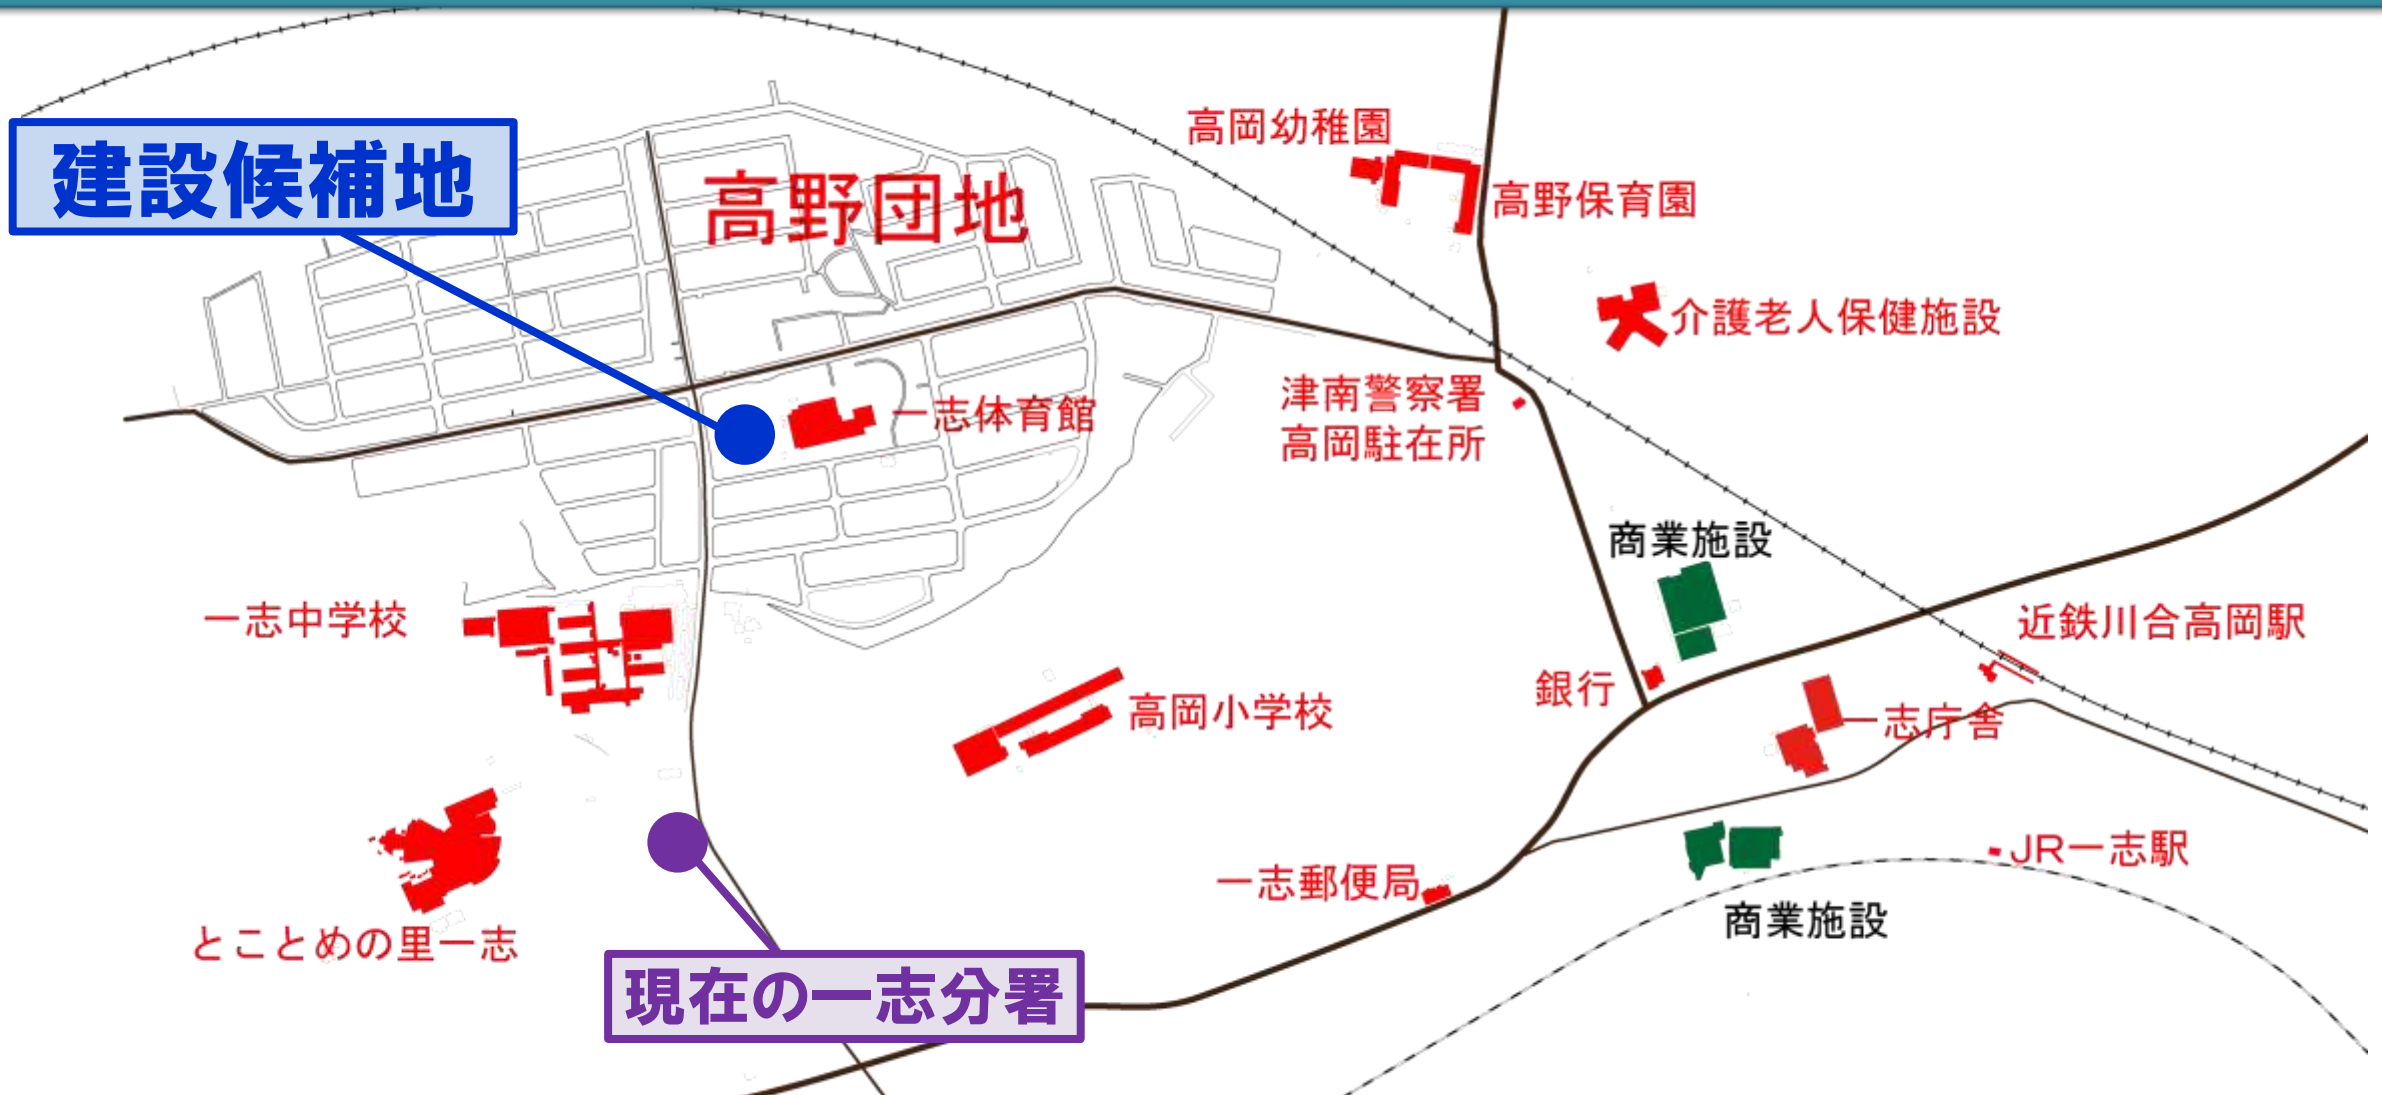 高岡幼稚園
建設候補地
高野団地
高野保育園
介護老人保健施設
一志体育館
津南警察署
高岡駐在所
商業施設
一志中学校
近鉄川合高岡駅
銀行
高岡小学校
一志庁舎
JR一志駅
一志郵便局
商業施設
とことめの里一志
現在の一志分署